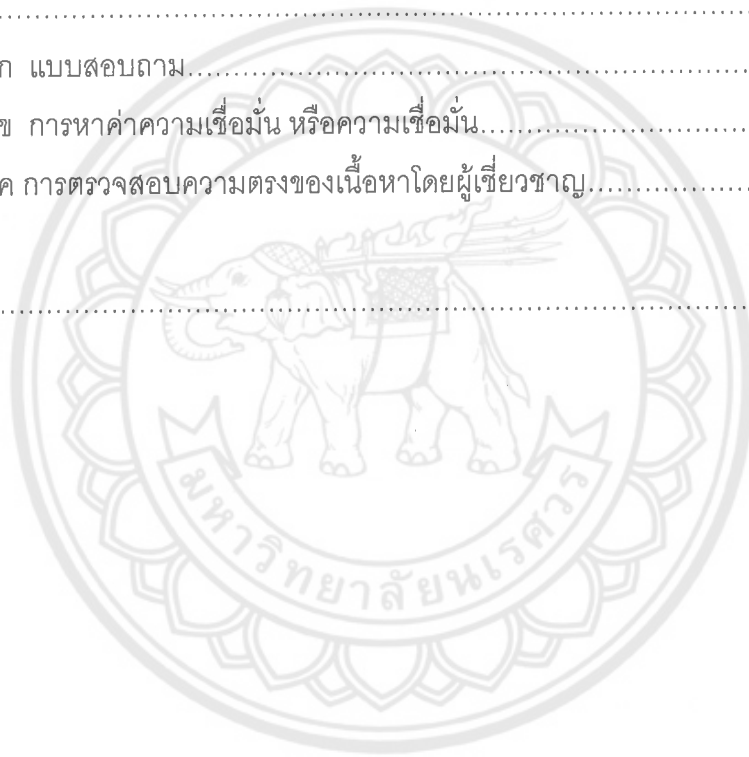 ................................................................................
ก แบบสอบถาม................................................................
ข การหาค่าความเชื่อมั่น หรือความเชื่อมั่น................................
ค การตรวจสอบความตรงของเนื้อหาโดยผู้เชี่ยวชาญ....................
................................................................................
มหาวิทยาลัยนเรศวร